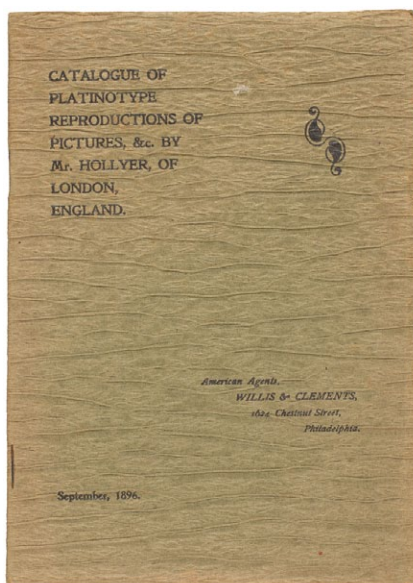 CATALOGUE OF
PLATINOTYPE
REPRODUCTIONS OF
PICTURES, &c. BY
Mr. HOLLYER, OF
LONDON,
ENGLAND.
American Agents,
WILLIS & CLEMENTS,
1624 Chestnut Street,
Philadelphia.
September, 1896.